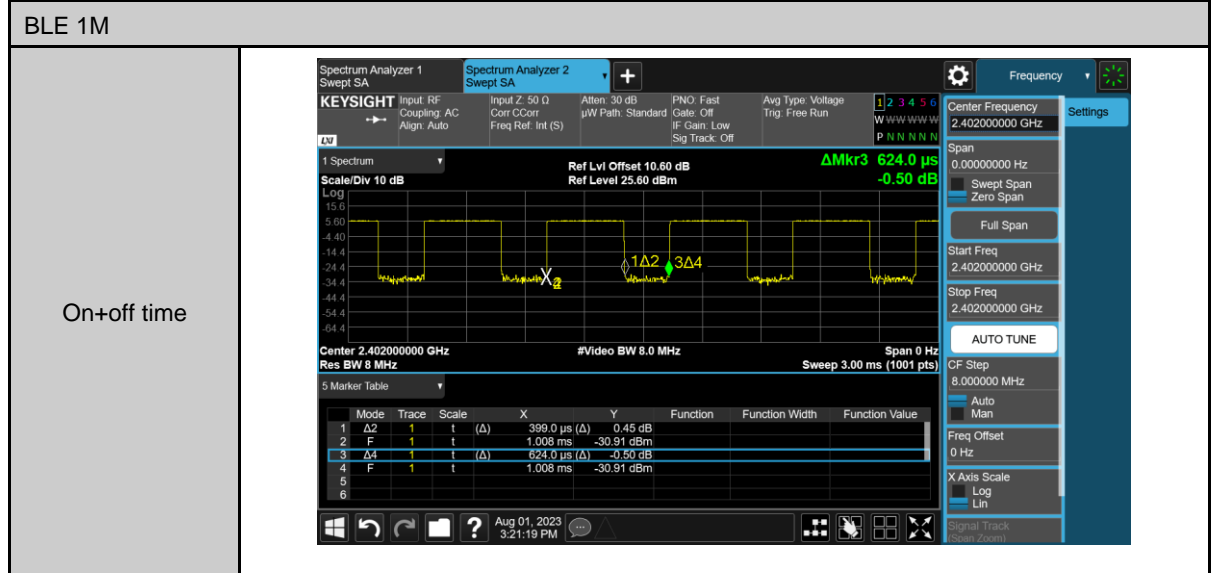 BLE 1M
On+off time
Spectrum Analyzer 1
Swept SA
Spectrum Analyzer 2
Swept SA
Frequency
KEYSIGHT
LXI
Input: RF
Coupling: AC
Align: Auto
Input Z: 50 Ω
Corr CCorr
Freq Ref: Int (S)
Atten: 30 dB
µW Path: Standard
PNO: Fast
Gate: Off
IF Gain: Low
Sig Track: Off
Avg Type: Voltage
Trig: Free Run
1 2 3 4 5 6
W W W W W W
P N N N N N
1 Spectrum
Scale/Div 10 dB
Ref Lvl Offset 10.60 dB
Ref Level 25.60 dBm
ΔMkr3 624.0 µs
-0.50 dB
Log
15.6
5.60
-4.40
-14.4
-24.4
-34.4
-44.4
-54.4
-64.4
1Δ2
3Δ4
Center 2.402000000 GHz
#Video BW 8.0 MHz
Span 0 Hz
Res BW 8 MHz
Sweep 3.00 ms (1001 pts)
5 Marker Table
Mode Trace Scale X Y Function Function Width Function Value
1 Δ2 1 t (Δ) 399.0 µs (Δ) 0.45 dB
2 F 1 t 1.008 ms -30.91 dBm
3 Δ4 1 t (Δ) 624.0 µs (Δ) -0.50 dB
4 F 1 t 1.008 ms -30.91 dBm
5
6
Aug 01, 2023
3:21:19 PM
Settings
Center Frequency
2.402000000 GHz
Span
0.00000000 Hz
Swept Span
Zero Span
Full Span
Start Freq
2.402000000 GHz
Stop Freq
2.402000000 GHz
AUTO TUNE
CF Step
8.000000 MHz
Auto
Man
Freq Offset
0 Hz
X Axis Scale
Log
Lin
Signal Track
(Span Zoom)